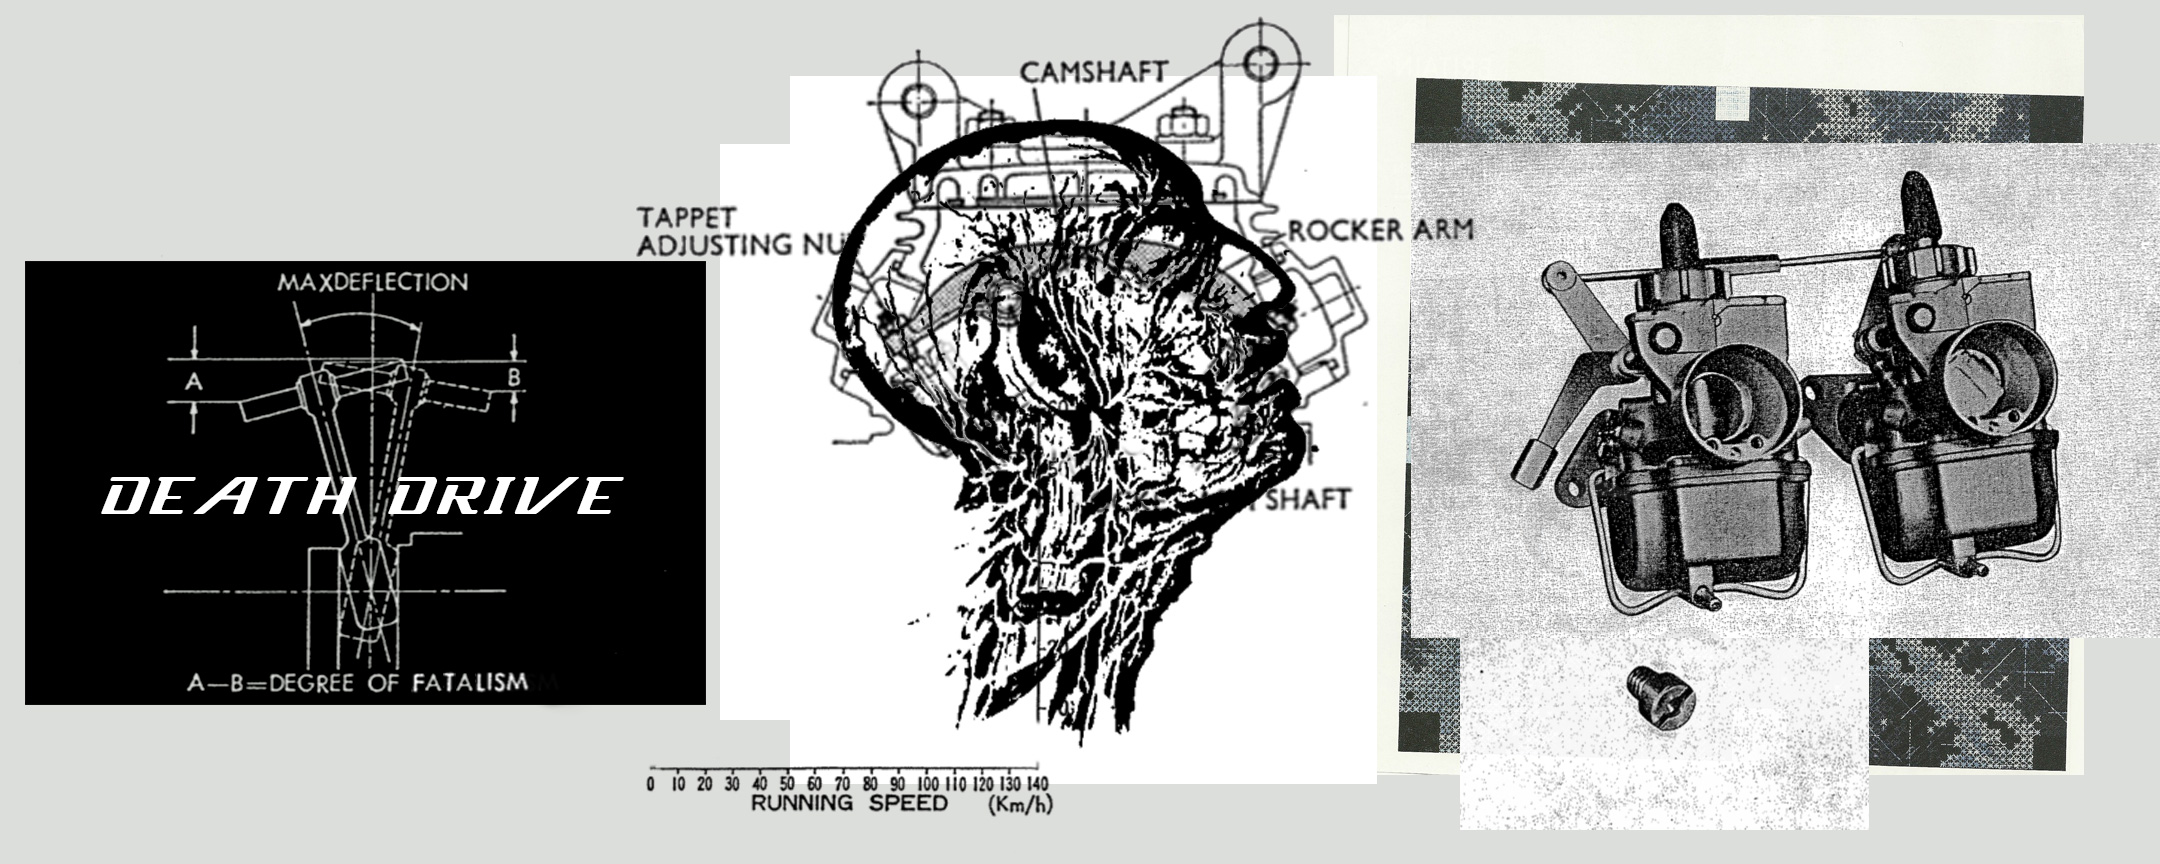 CAMSHAFT
TAPPET
ADJUSTING
ROCKER ARM
MAXDEFLECTION
A
B
DEATH DRIVE
SHAFT
A—B=DEGREE OF FATALISM
0 10 20 30 40 50 60 70 80 90 100 110 120 130 140
RUNNING SPEED (Km/h)